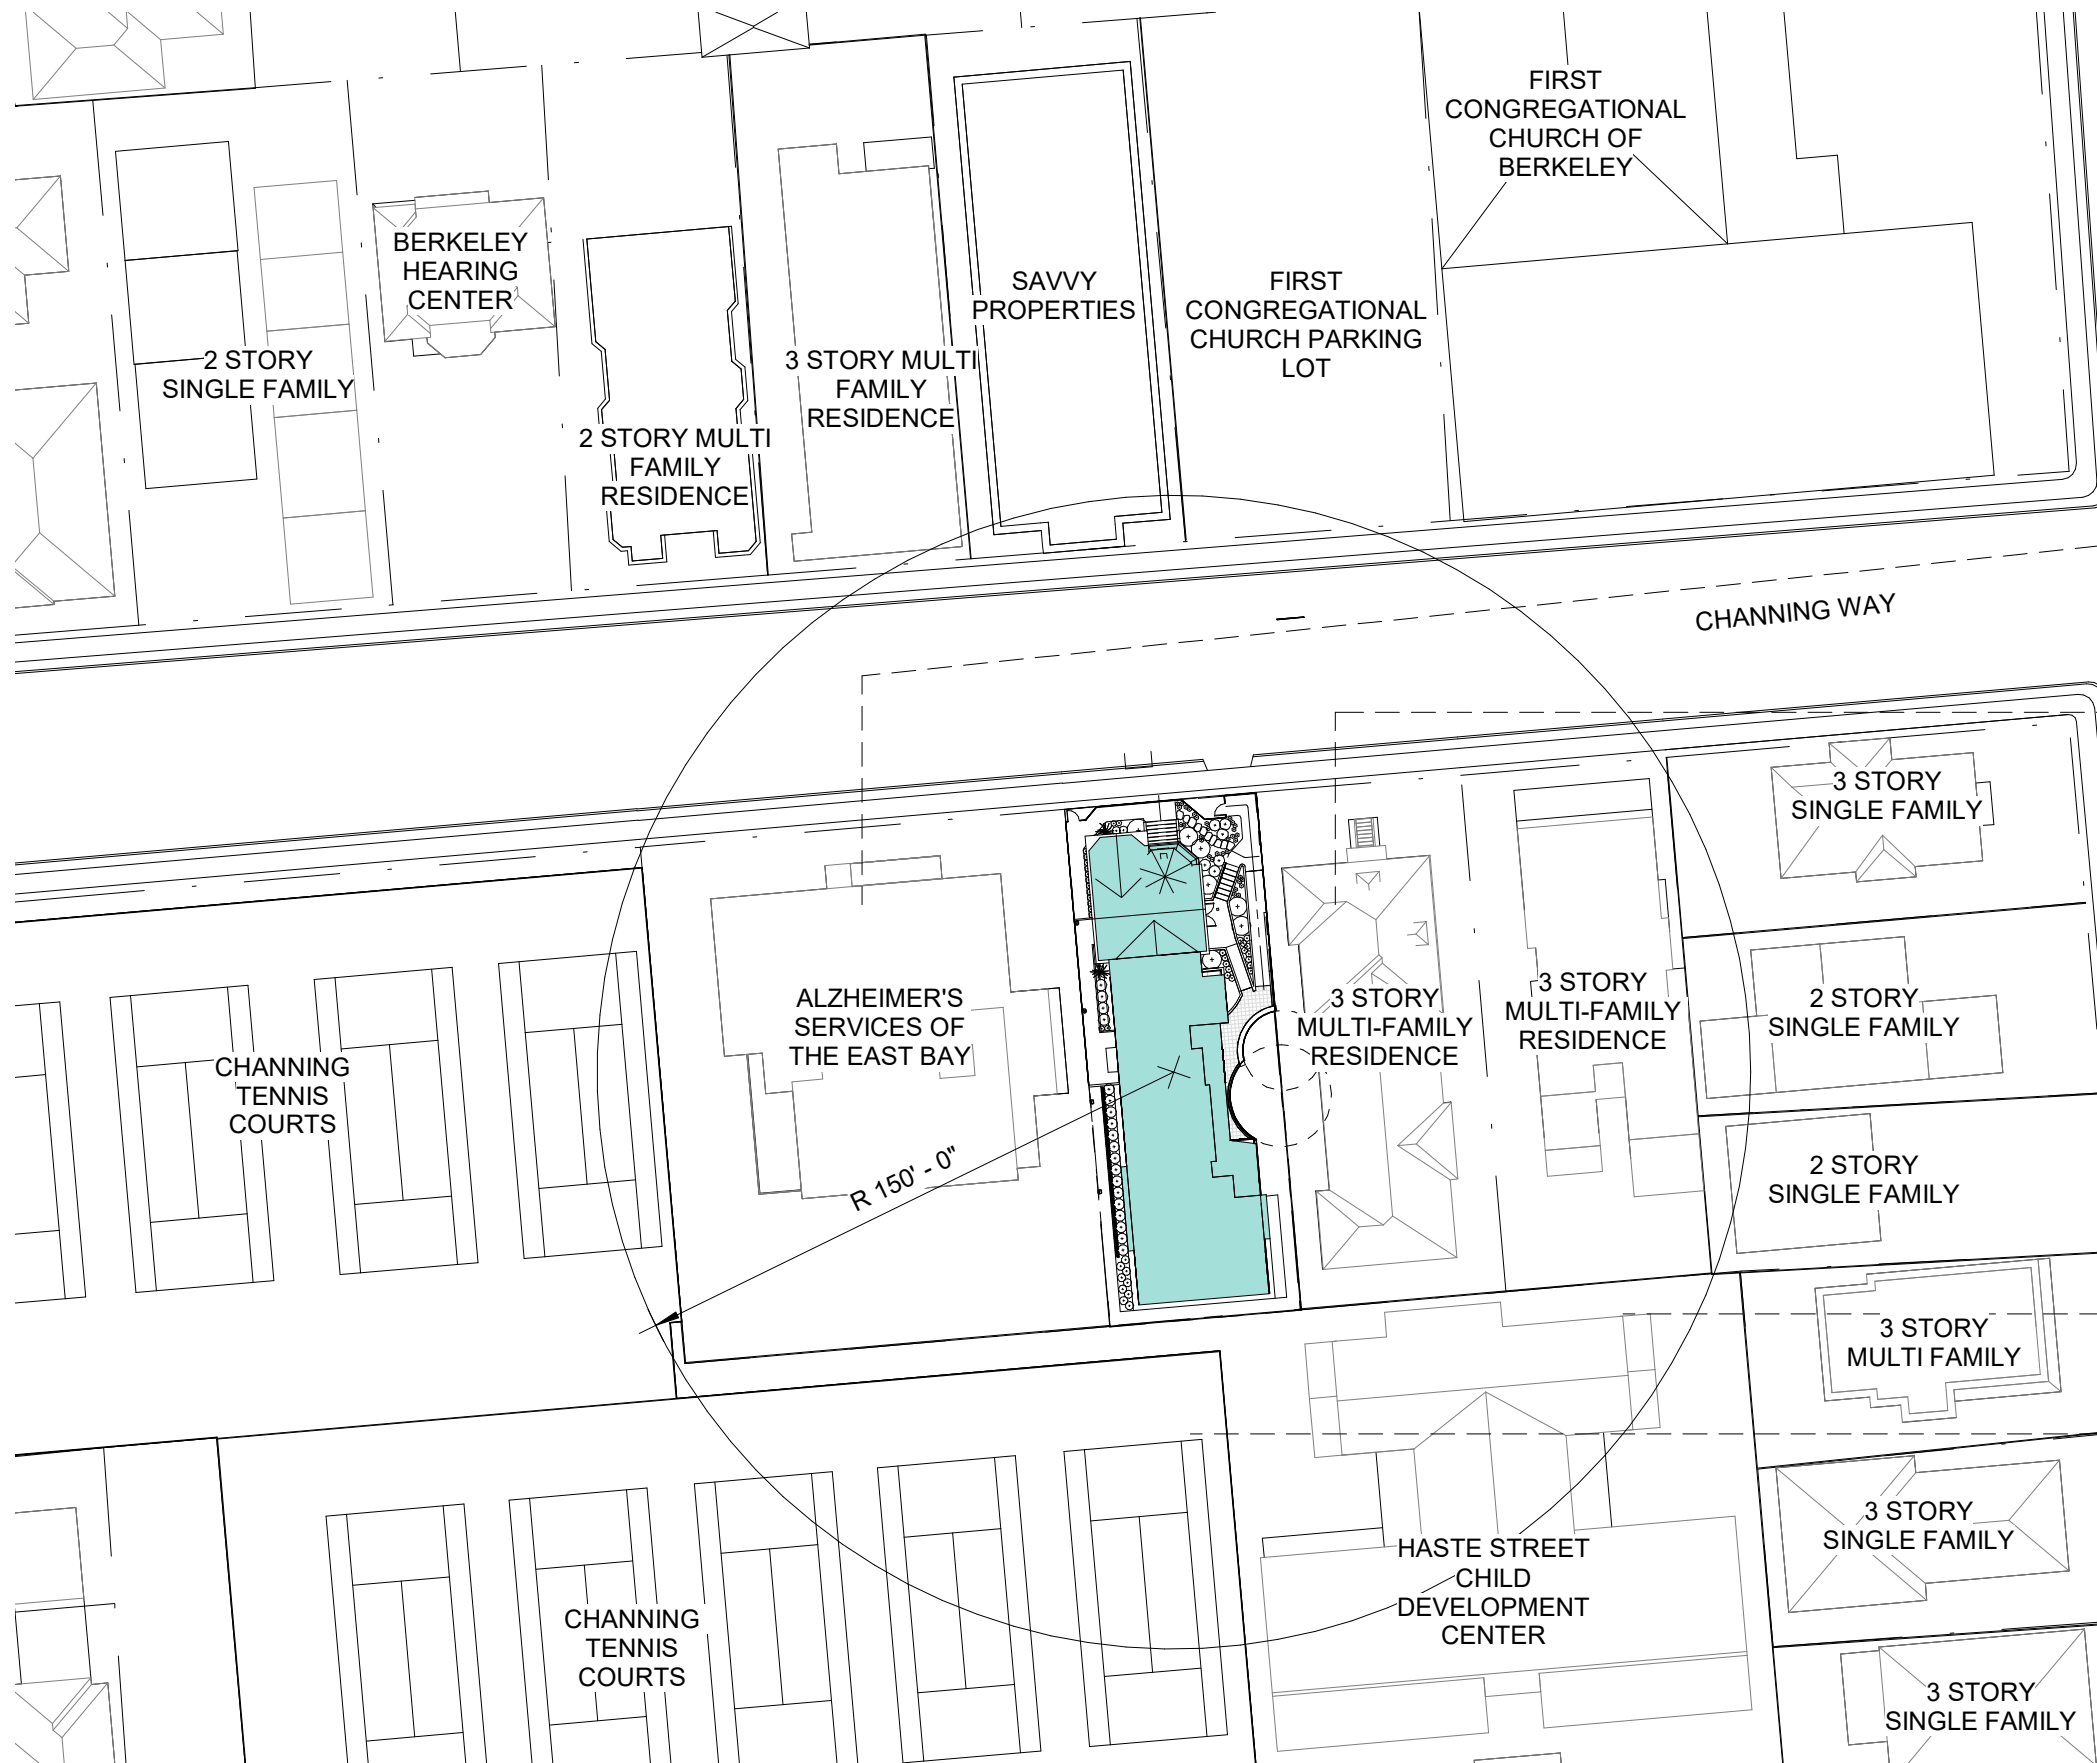 FIRST
CONGREGATIONAL
CHURCH OF
BERKELEY
BERKELEY
HEARING
CENTER
SAVVY
PROPERTIES
FIRST
CONGREGATIONAL
CHURCH PARKING
LOT
2 STORY
SINGLE FAMILY
3 STORY MULTI
FAMILY
RESIDENCE
2 STORY MULTI
FAMILY
RESIDENCE
CHANNING WAY
3 STORY
SINGLE FAMILY
ALZHEIMER'S
SERVICES OF
THE EAST BAY
3 STORY
MULTI-FAMILY
RESIDENCE
3 STORY
MULTI-FAMILY
RESIDENCE
2 STORY
SINGLE FAMILY
CHANNING
TENNIS
COURTS
R 150' - 0"
2 STORY
SINGLE FAMILY
3 STORY
MULTI FAMILY
3 STORY
SINGLE FAMILY
HASTE STREET
CHILD
DEVELOPMENT
CENTER
CHANNING
TENNIS
COURTS
3 STORY
SINGLE FAMILY